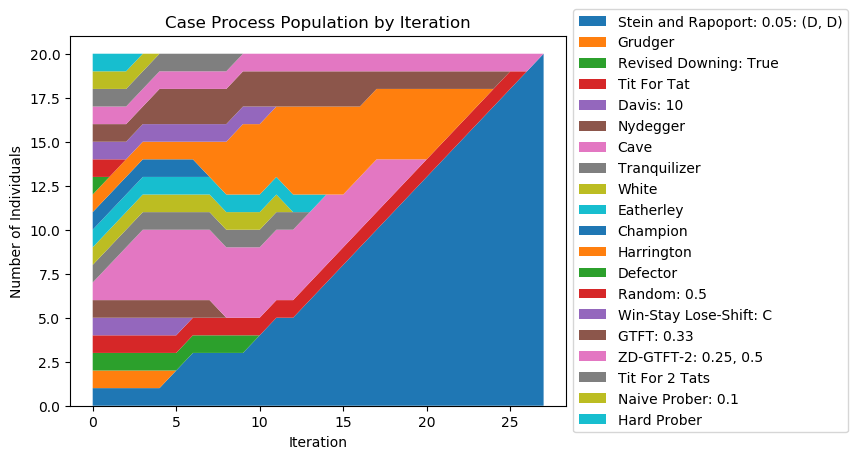 Case Process Population by Iteration
Number of Individuals
20.0
17.5
15.0
12.5
10.0
7.5
5.0
2.5
0.0
0 5 10 15 20 25
Iteration
Stein and Rapoport: 0.05: (D, D)
Grudger
Revised Downing: True
Tit For Tat
Davis: 10
Nydegger
Cave
Tranquilizer
White
Eatherley
Champion
Harrington
Defector
Random: 0.5
Win-Stay Lose-Shift: C
GTFT: 0.33
ZD-GTFT-2: 0.25, 0.5
Tit For 2 Tats
Naive Prober: 0.1
Hard Prober